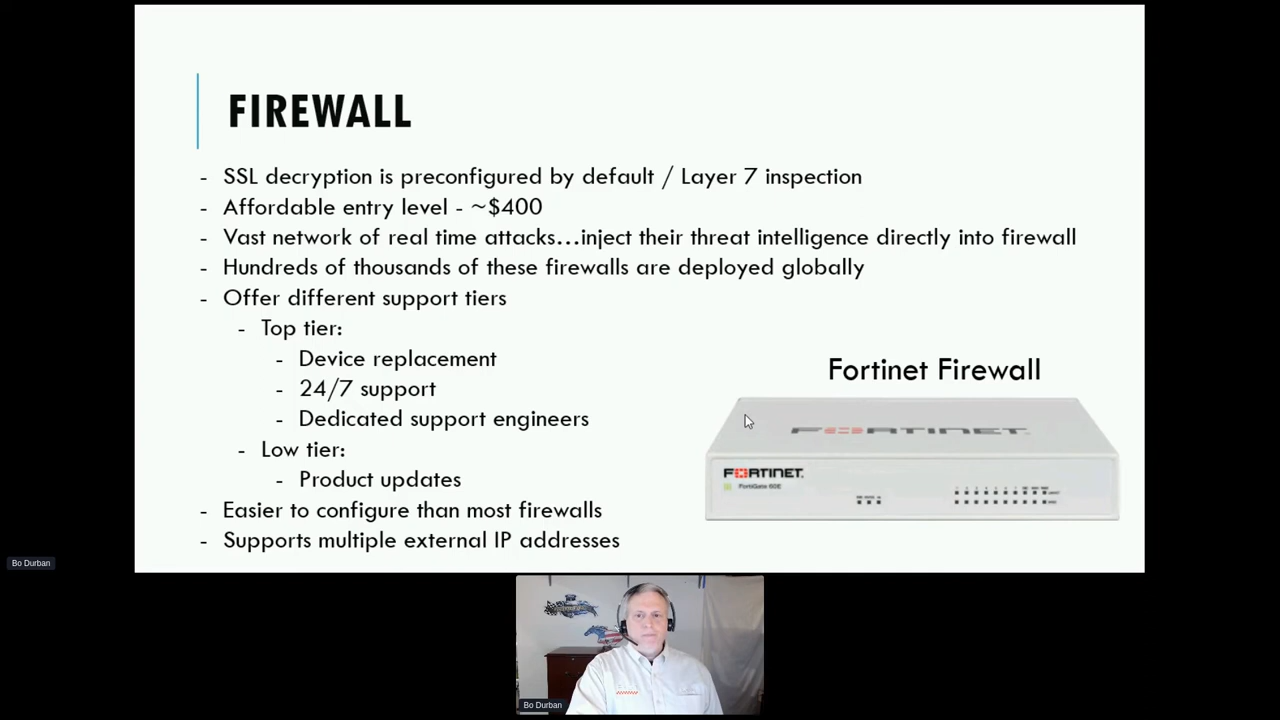 FIREWALL
- SSL decryption is preconfigured by default / Layer 7 inspection
- Affordable entry level - ~$400
- Vast network of real time attacks...inject their threat intelligence directly into firewall
- Hundreds of thousands of these firewalls are deployed globally
- Offer different support tiers
- Top tier:
- Device replacement
- 24/7 support
- Dedicated support engineers
- Low tier:
- Product updates
- Easier to configure than most firewalls
- Supports multiple external IP addresses
Fortinet Firewall
FORTINET
FORTINET
FortiGate 60E
Bo Durban
Bo Durban